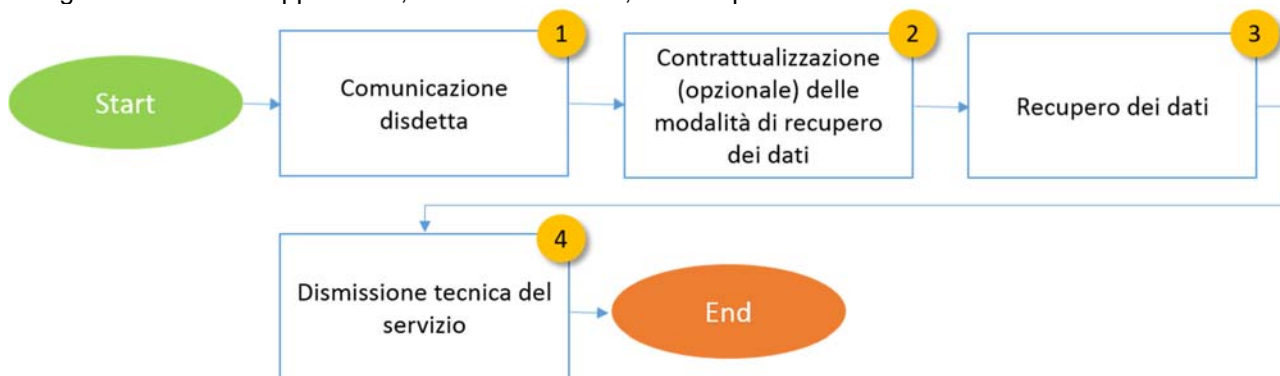 1
2
3
Start
Comunicazione
disdetta
Contrattualizzazione
(opzionale) delle
modalità di recupero
dei dati
Recupero dei dati
4
Dismissione tecnica del
servizio
End